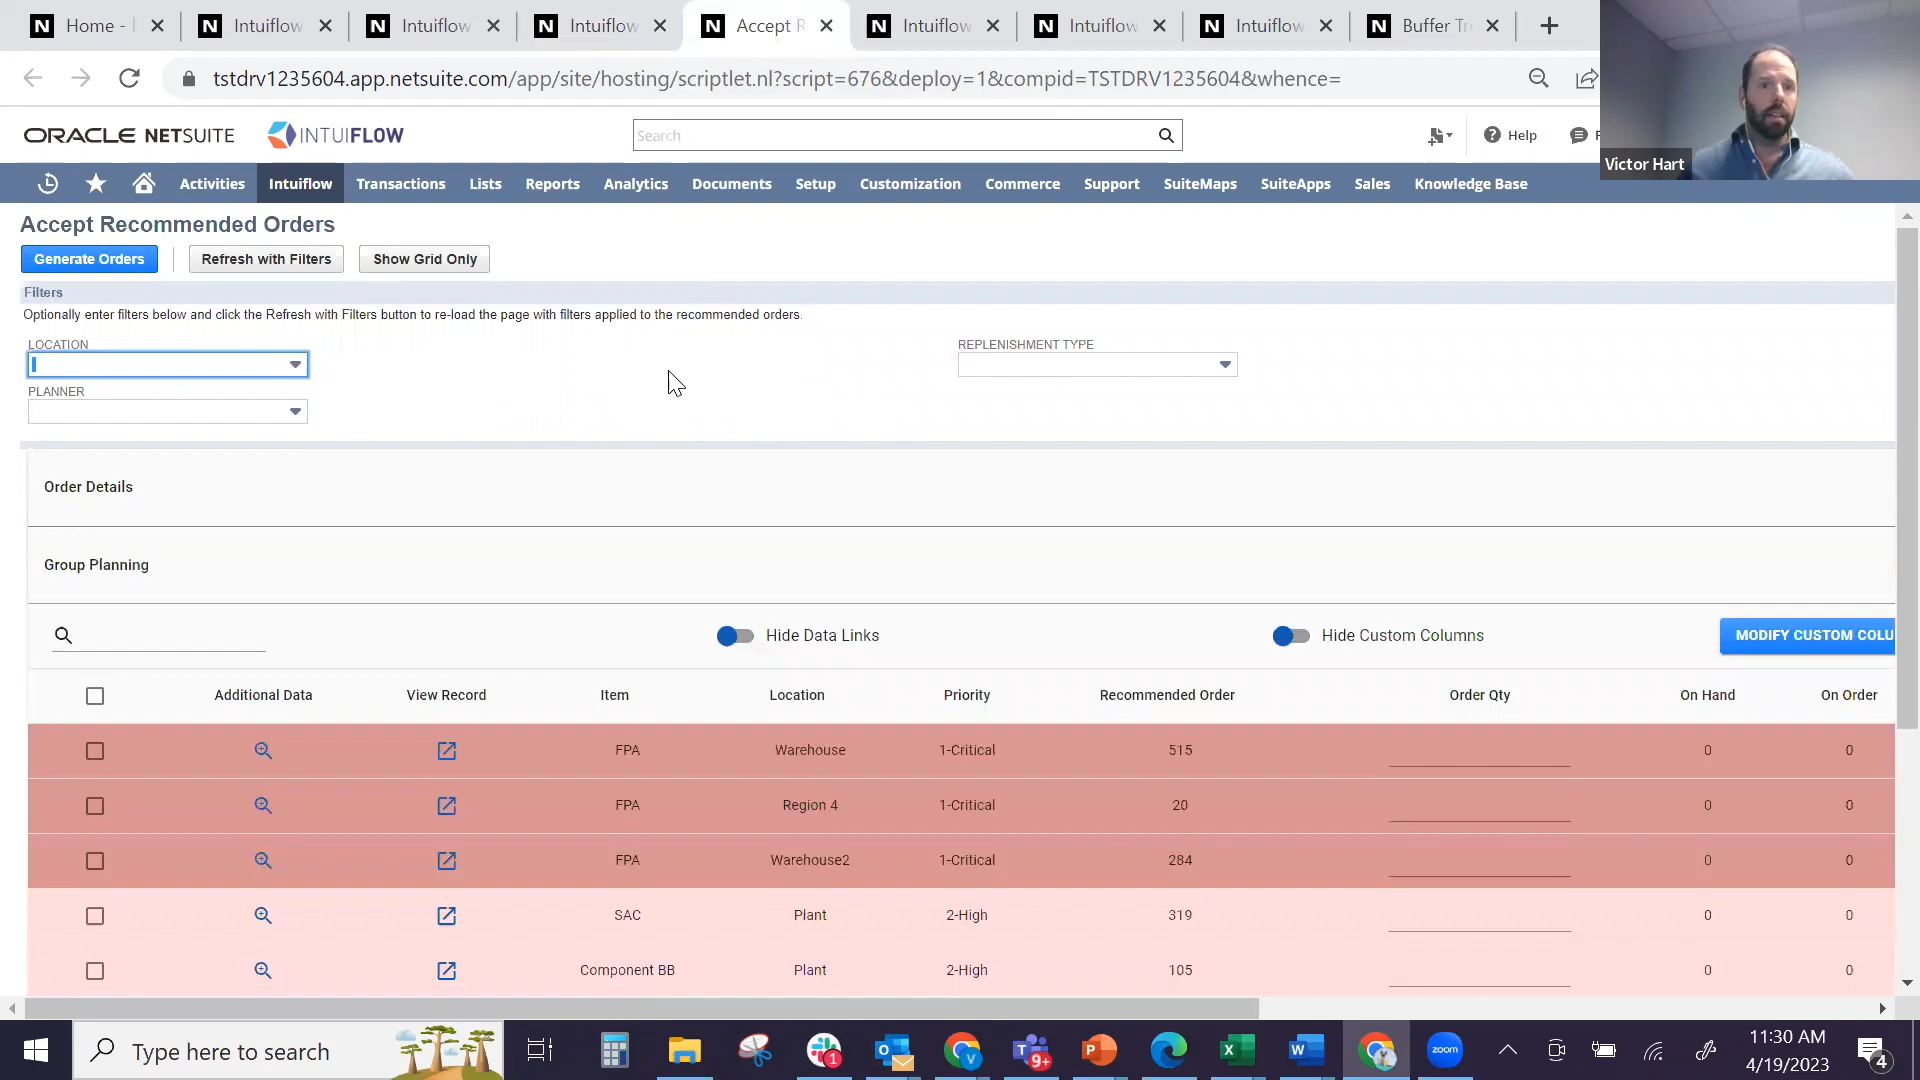 Home -
Intuiflow
Intuiflow
Intuiflow
Accept R
Intuiflow
Intuiflow
Intuiflow
Buffer Tr
tstdrv1235604.app.netsuite.com/app/site/hosting/scriptlet.nl?script=676&deploy=1&compid=TSTDRV1235604&whence=
ORACLE NETSUITE
INTUIFLOW
Search
Help
F
Victor Hart
Activities
Intuiflow
Transactions
Lists
Reports
Analytics
Documents
Setup
Customization
Commerce
Support
SuiteMaps
SuiteApps
Sales
Knowledge Base
Accept Recommended Orders
Generate Orders
Refresh with Filters
Show Grid Only
Filters
Optionally enter filters below and click the Refresh with Filters button to re-load the page with filters applied to the recommended orders.
LOCATION
REPLENISHMENT TYPE
PLANNER
Order Details
Group Planning
Hide Data Links
Hide Custom Columns
MODIFY CUSTOM COLU
Additional Data View Record Item Location Priority Recommended Order Order Qty On Hand On Order
FPA Warehouse 1-Critical 515 0 0
FPA Region 4 1-Critical 20 0 0
FPA Warehouse2 1-Critical 284 0 0
SAC Plant 2-High 319 0 0
Component BB Plant 2-High 105 0 0
Type here to search
1
V
9+
zoom
11:30 AM
4/19/2023
4